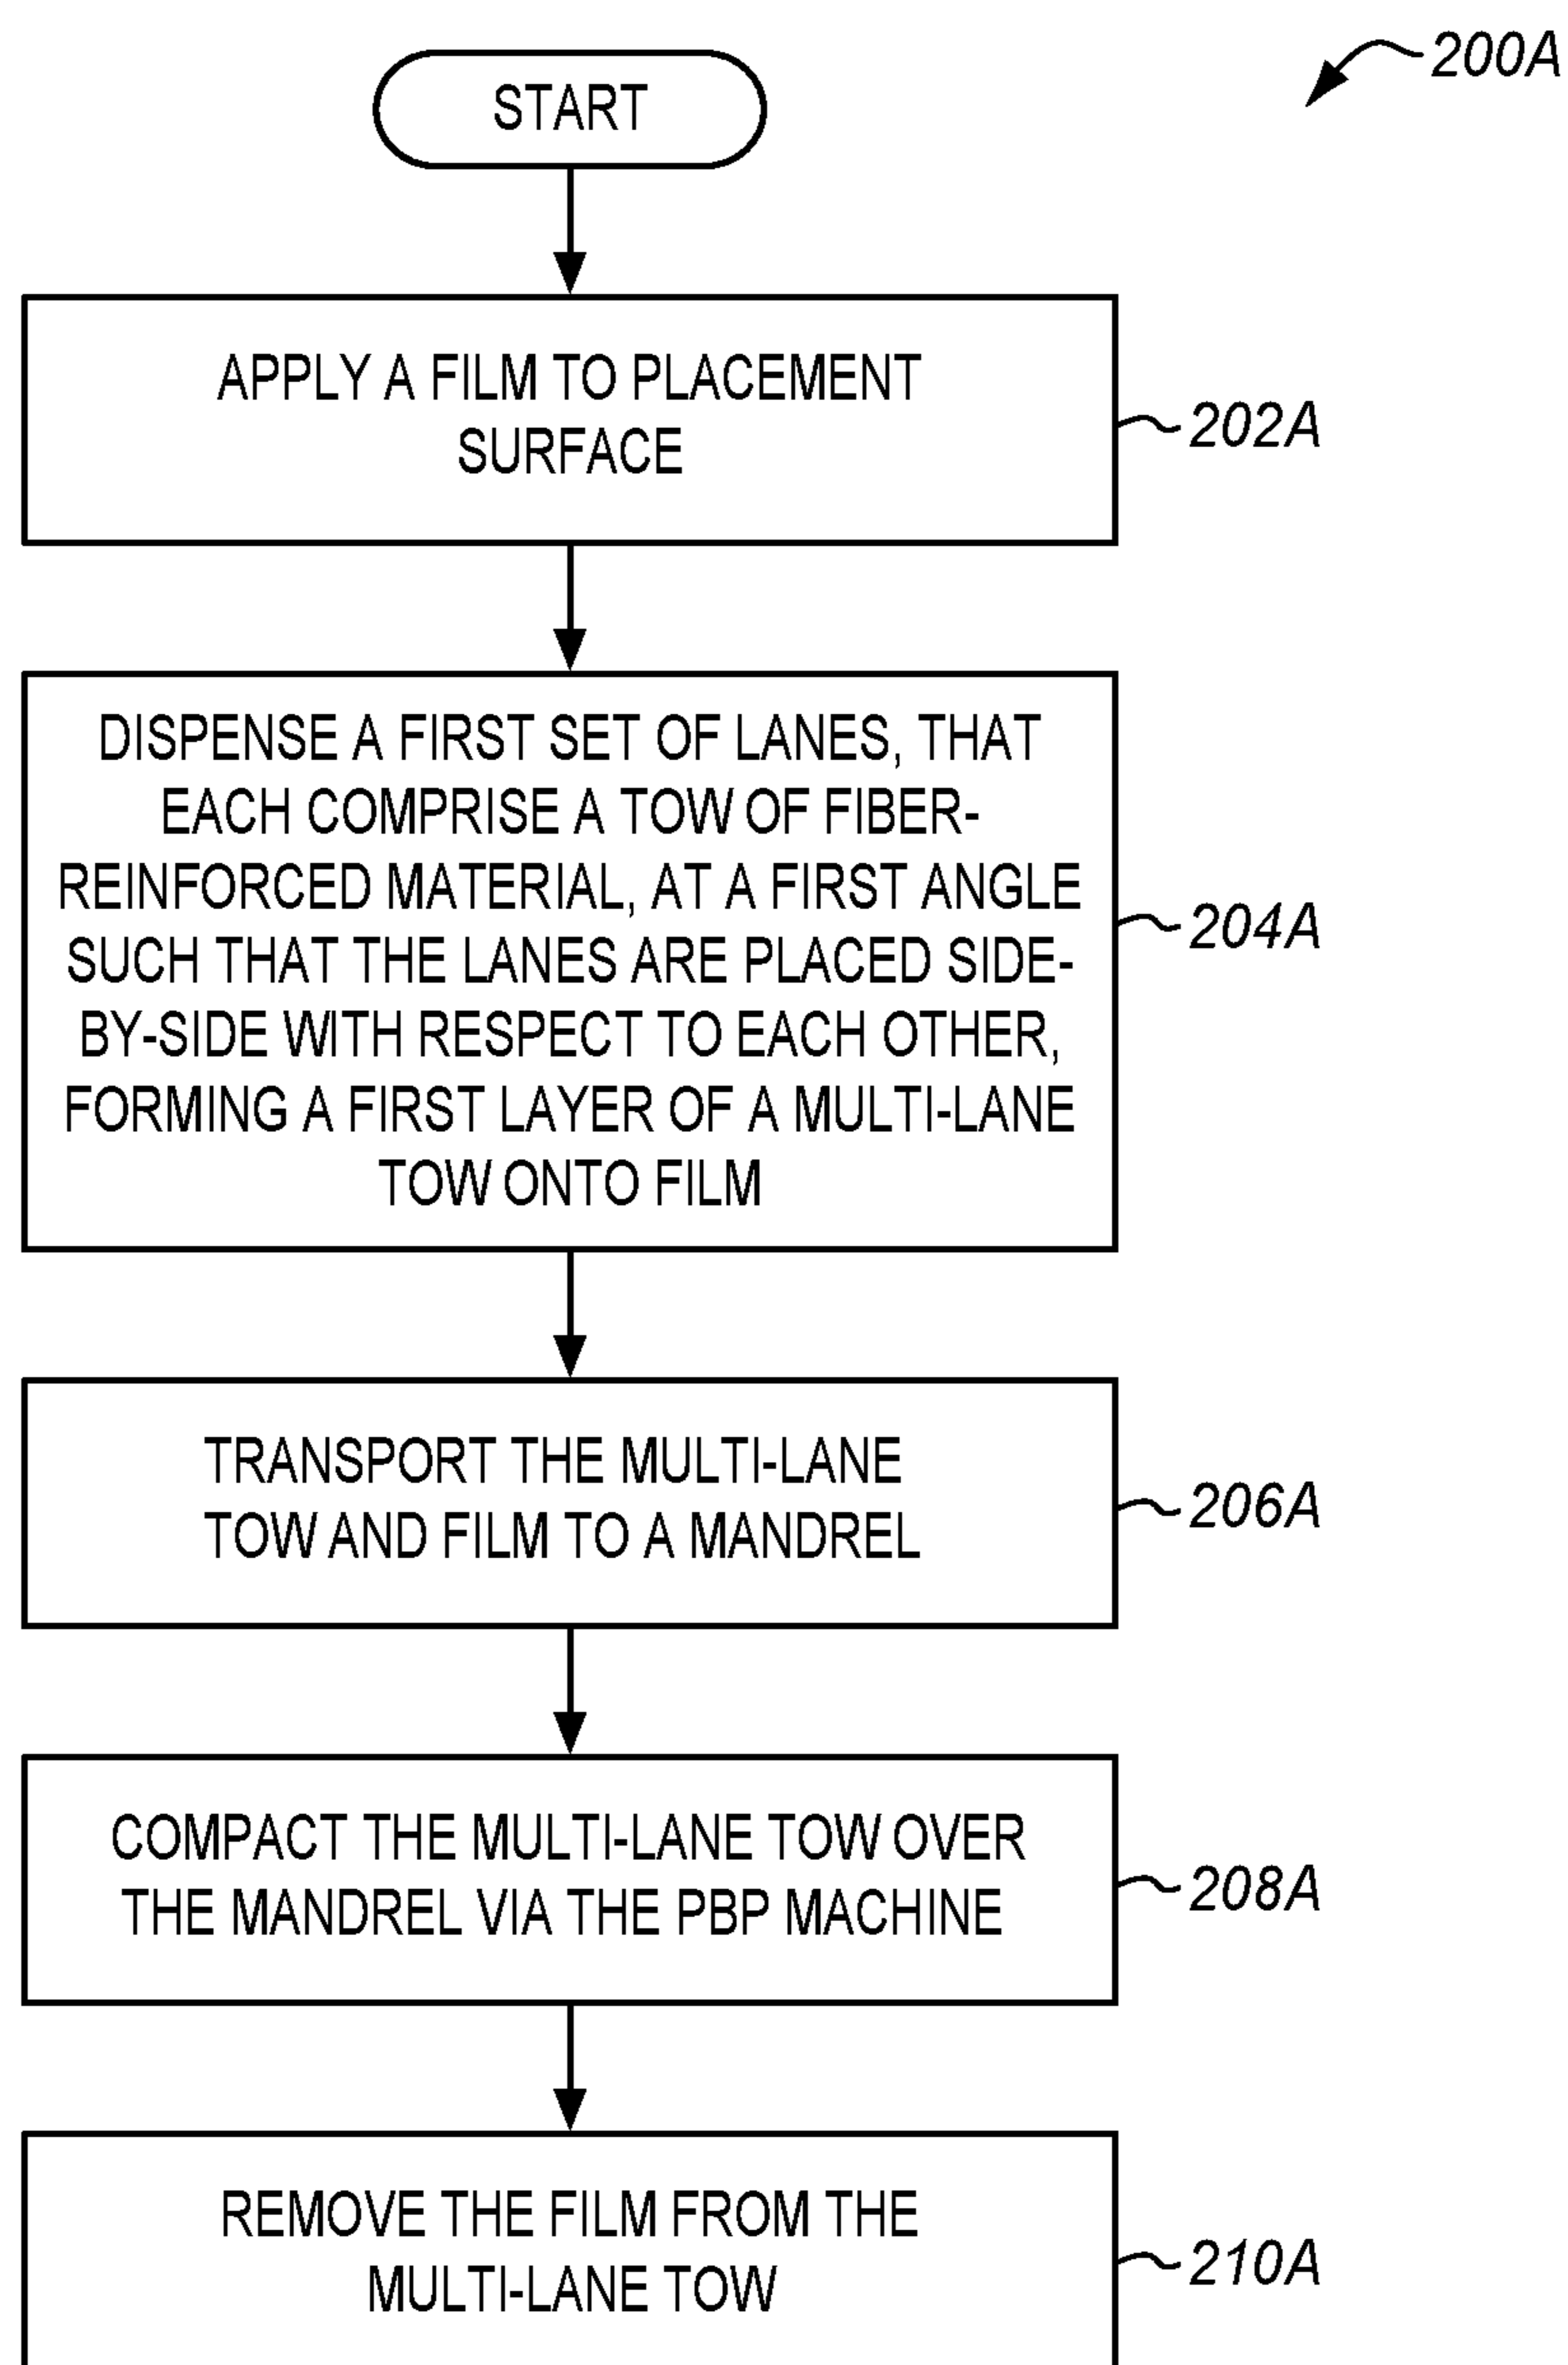 200A
START
APPLY A FILM TO PLACEMENT
SURFACE
202A
DISPENSE A FIRST SET OF LANES, THAT
EACH COMPRISE A TOW OF FIBER-
REINFORCED MATERIAL, AT A FIRST ANGLE
SUCH THAT THE LANES ARE PLACED SIDE-
BY-SIDE WITH RESPECT TO EACH OTHER,
FORMING A FIRST LAYER OF A MULTI-LANE
TOW ONTO FILM
204A
TRANSPORT THE MULTI-LANE
TOW AND FILM TO A MANDREL
206A
COMPACT THE MULTI-LANE TOW OVER
THE MANDREL VIA THE PBP MACHINE
208A
REMOVE THE FILM FROM THE
MULTI-LANE TOW
210A